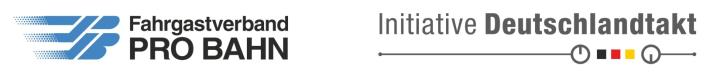 Fahrgastverband
PRO BAHN
Initiative Deutschlandtakt